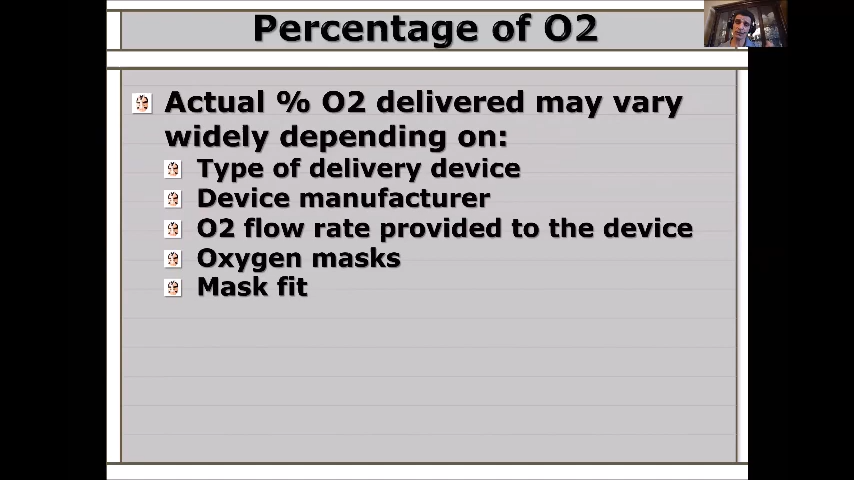 Percentage of O2
Actual % O2 delivered may vary
widely depending on:
Type of delivery device
Device manufacturer
O2 flow rate provided to the device
Oxygen masks
Mask fit